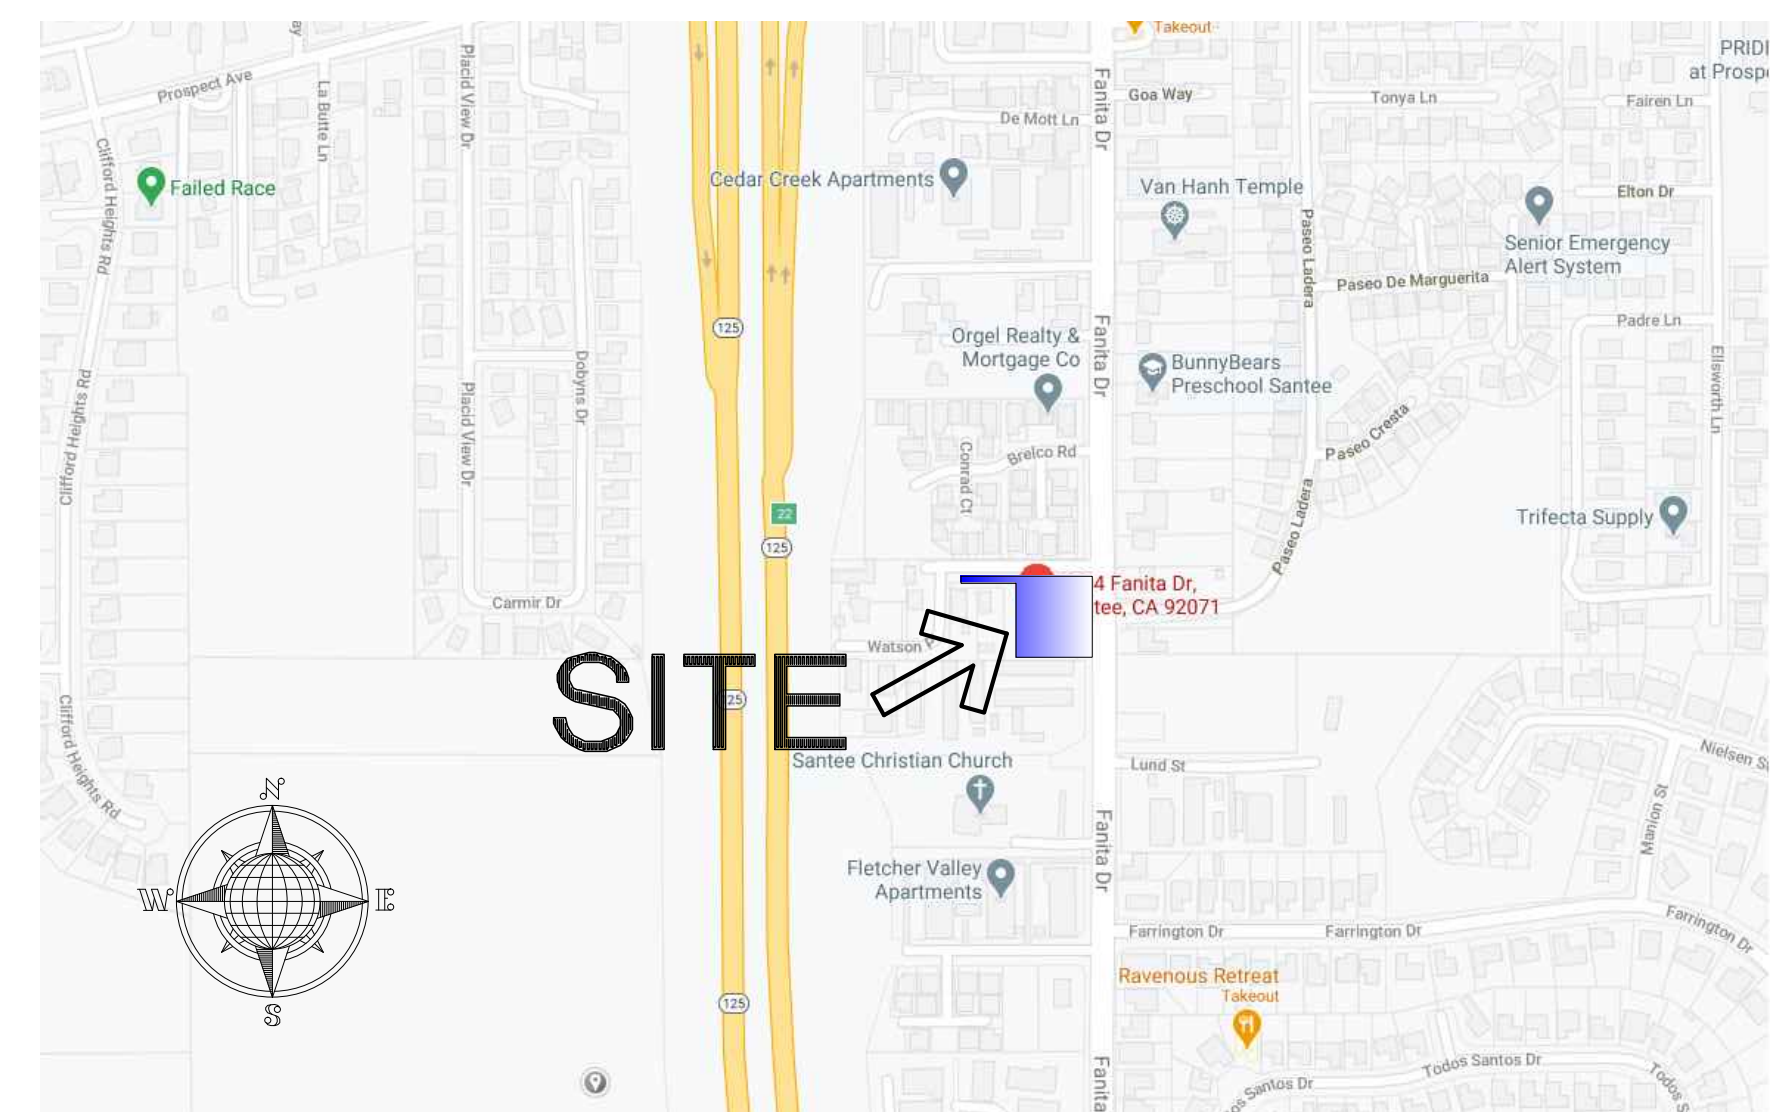 Takeout
PRIDE
at Prospe
Prospect Ave
La Butte Ln
Placid View Dr
Fanita Dr
Goa Way
Tonya Ln
Fairen Ln
De Mott Ln
Clifford Heights Rd
Failed Race
Cedar Creek Apartments
Van Hanh Temple
Elton Dr
Senior Emergency
Alert System
Paseo Ladera
Paseo De Marguerita
125
Orgel Realty &
Mortgage Co
Fanita Dr
BunnyBears
Preschool Santee
Padre Ln
Ellsworth Ln
Dobyns Dr
Placid View Dr
Clifford Heights Rd
Paseo Cresta
Conrad Ct
Brelco Rd
Paseo Ladera
22
125
Trifecta Supply
4 Fanita Dr,
tee, CA 92071
Carmir Dr
Watson P
SITE
25
Clifford Heights Rd
Santee Christian Church
Lund St
Nielsen S
Manion St
Fanita Dr
Fletcher Valley
Apartments
N
W
E
S
Farrington Dr
Farrington Dr
Farrington Dr
Ravenous Retreat
Takeout
125
Todos Santos Dr
os Santos Dr
Todos S
Fanita